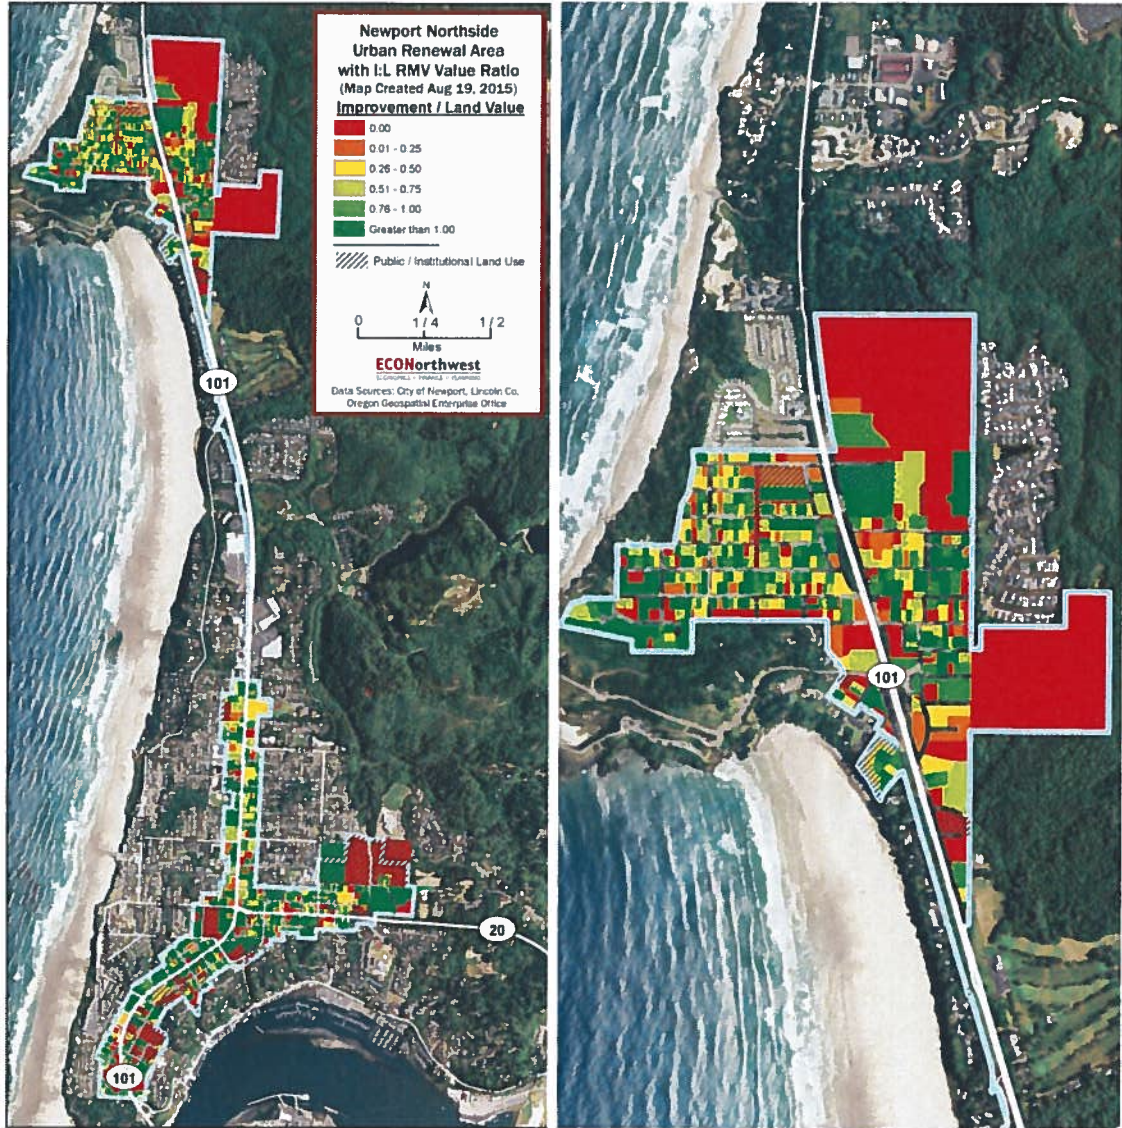 Newport Northside
Urban Renewal Area
with I:L RMV Value Ratio
(Map Created Aug 19, 2015)
Improvement / Land Value
0.00
0.01 - 0.25
0.26 - 0.50
0.51 - 0.75
0.76 - 1.00
Greater than 1.00
Public / Institutional Land Use
N
0 1/4 1/2
Miles
ECONorthwest
Data Sources: City of Newport, Lincoln Co,
Oregon Geospatial Enterprise Office
101
20
101
101